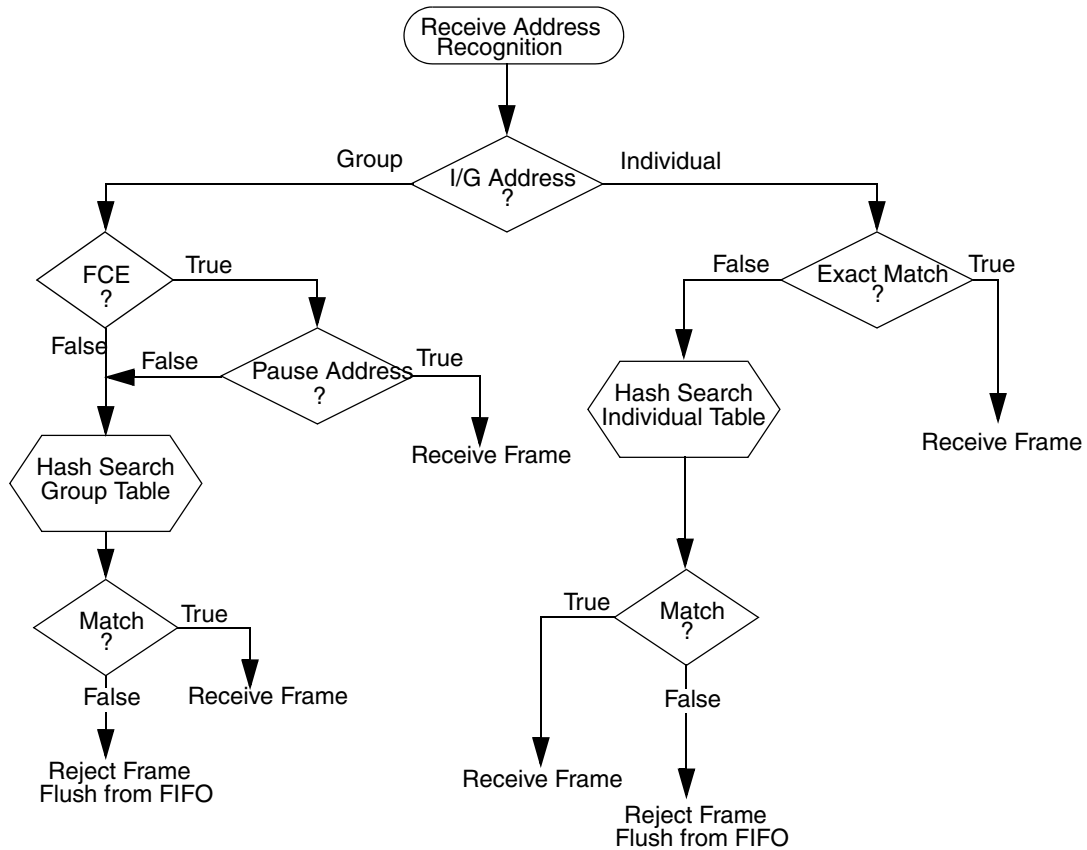 Receive Address
Recognition
Group
Individual
I/G Address
?
FCE
?
True
False
Exact Match
?
True
False
False
Pause Address
?
True
Hash Search
Individual Table
Receive Frame
Receive Frame
Hash Search
Group Table
Match
?
True
True
Match
?
False
Receive Frame
False
Reject Frame
Flush from FIFO
Receive Frame
Reject Frame
Flush from FIFO